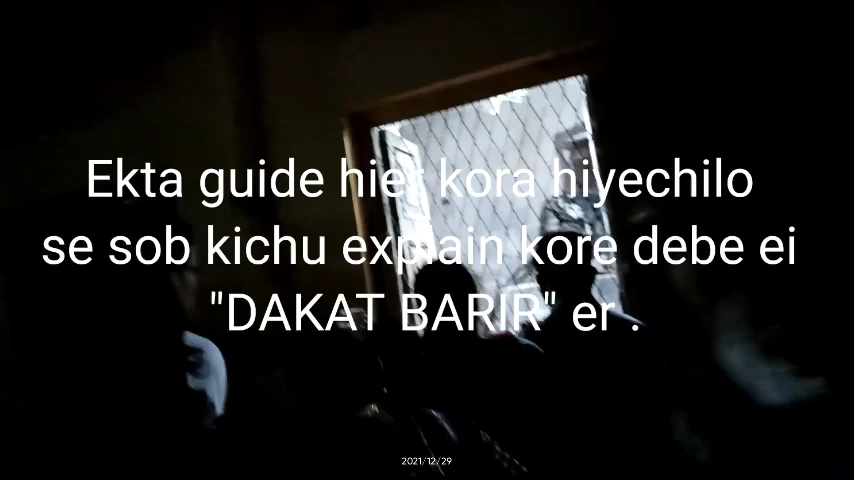 Ekta guide hier kora hiyechilo
se sob kichu explain kore debe ei
"DAKAT BARIR" er .
2021/12/29